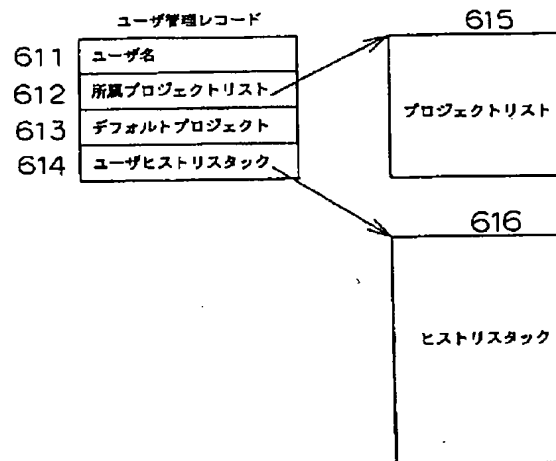 ユーザ管理レコード
611 ユーザ名
612 所属プロジェクトリスト
613 デフォルトプロジェクト
614 ユーザヒストリスタック
615
プロジェクトリスト
616
ヒストリスタック